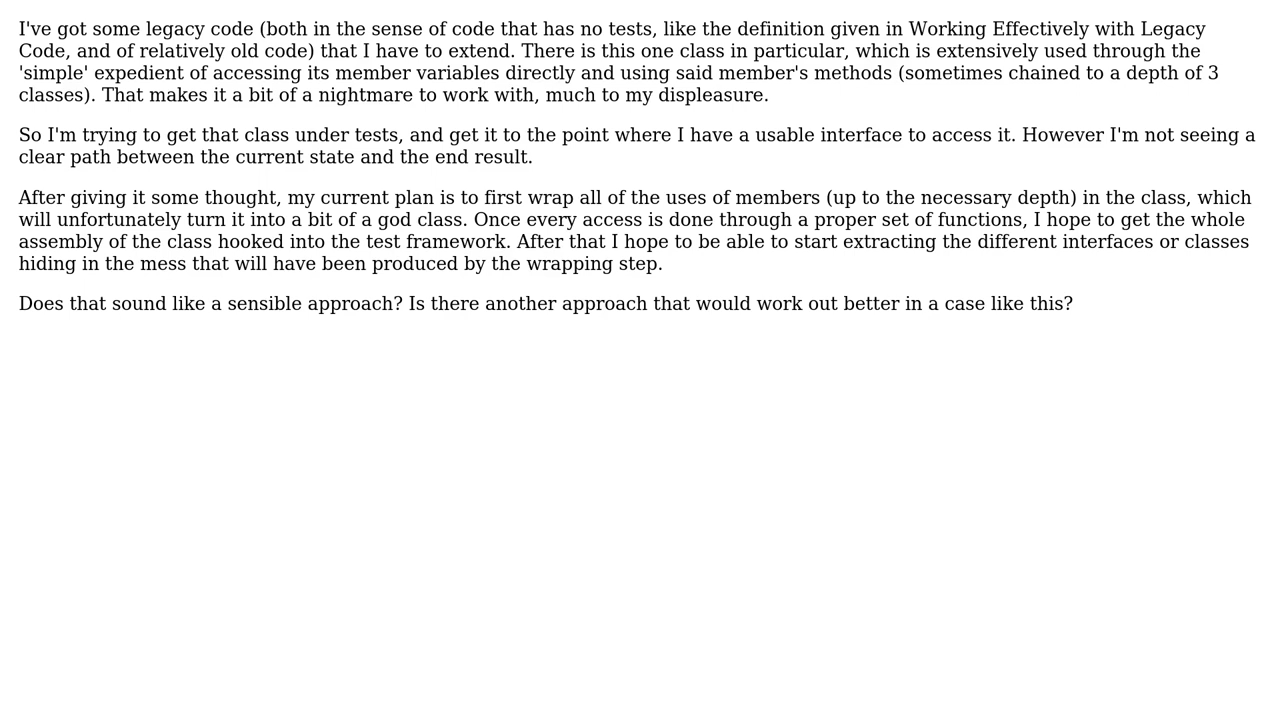 I've got some legacy code (both in the sense of code that has no tests, like the definition given in Working Effectively with Legacy
Code, and of relatively old code) that I have to extend. There is this one class in particular, which is extensively used through the
'simple' expedient of accessing its member variables directly and using said member's methods (sometimes chained to a depth of 3
classes). That makes it a bit of a nightmare to work with, much to my displeasure.
So I'm trying to get that class under tests, and get it to the point where I have a usable interface to access it. However I'm not seeing a
clear path between the current state and the end result.
After giving it some thought, my current plan is to first wrap all of the uses of members (up to the necessary depth) in the class, which
will unfortunately turn it into a bit of a god class. Once every access is done through a proper set of functions, I hope to get the whole
assembly of the class hooked into the test framework. After that I hope to be able to start extracting the different interfaces or classes
hiding in the mess that will have been produced by the wrapping step.
Does that sound like a sensible approach? Is there another approach that would work out better in a case like this?